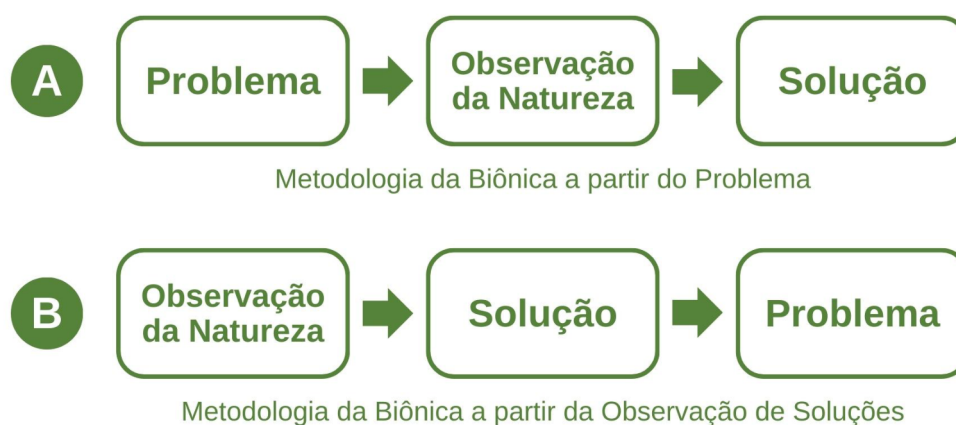 A
Problema
Observação
da Natureza
Solução
Metodologia da Biônica a partir do Problema
B
Observação
da Natureza
Solução
Problema
Metodologia da Biônica a partir da Observação de Soluções